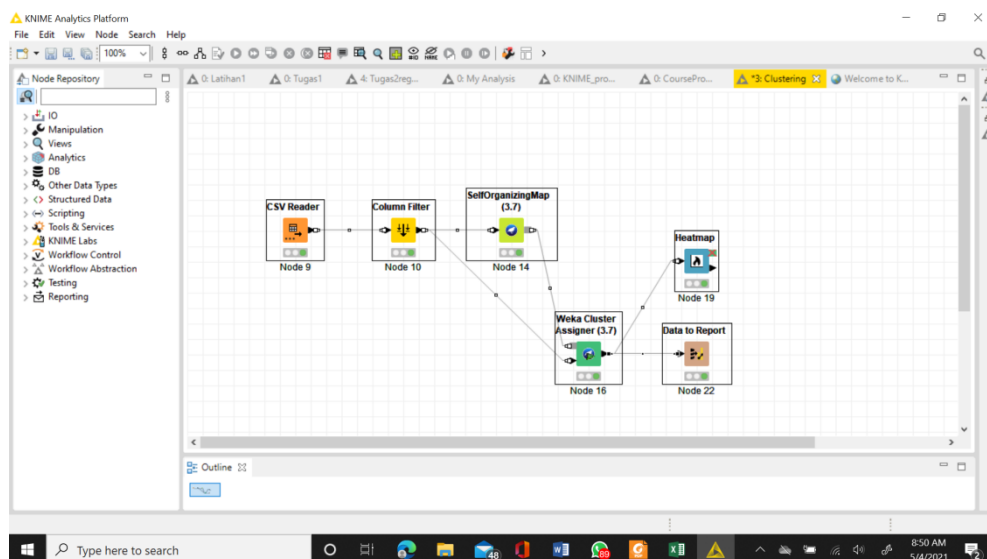 KNIME Analytics Platform
File Edit View Node Search Help
100%
Node Repository
0: Latihan1
0: Tugas1
4: Tugas2reg...
0: My Analysis
0: KNIME_pro...
0: CoursePro...
*3: Clustering
Welcome to K...
IO
Manipulation
Views
Analytics
DB
Other Data Types
Structured Data
Scripting
Tools & Services
KNIME Labs
Workflow Control
Workflow Abstraction
Testing
Reporting
CSV Reader
Node 9
Column Filter
Node 10
SelfOrganizingMap
(3.7)
Node 14
Heatmap
Node 19
Weka Cluster
Assigner (3.7)
Node 16
Data to Report
Node 22
Outline
Type here to search
48
89
8:50 AM
5/4/2021
2